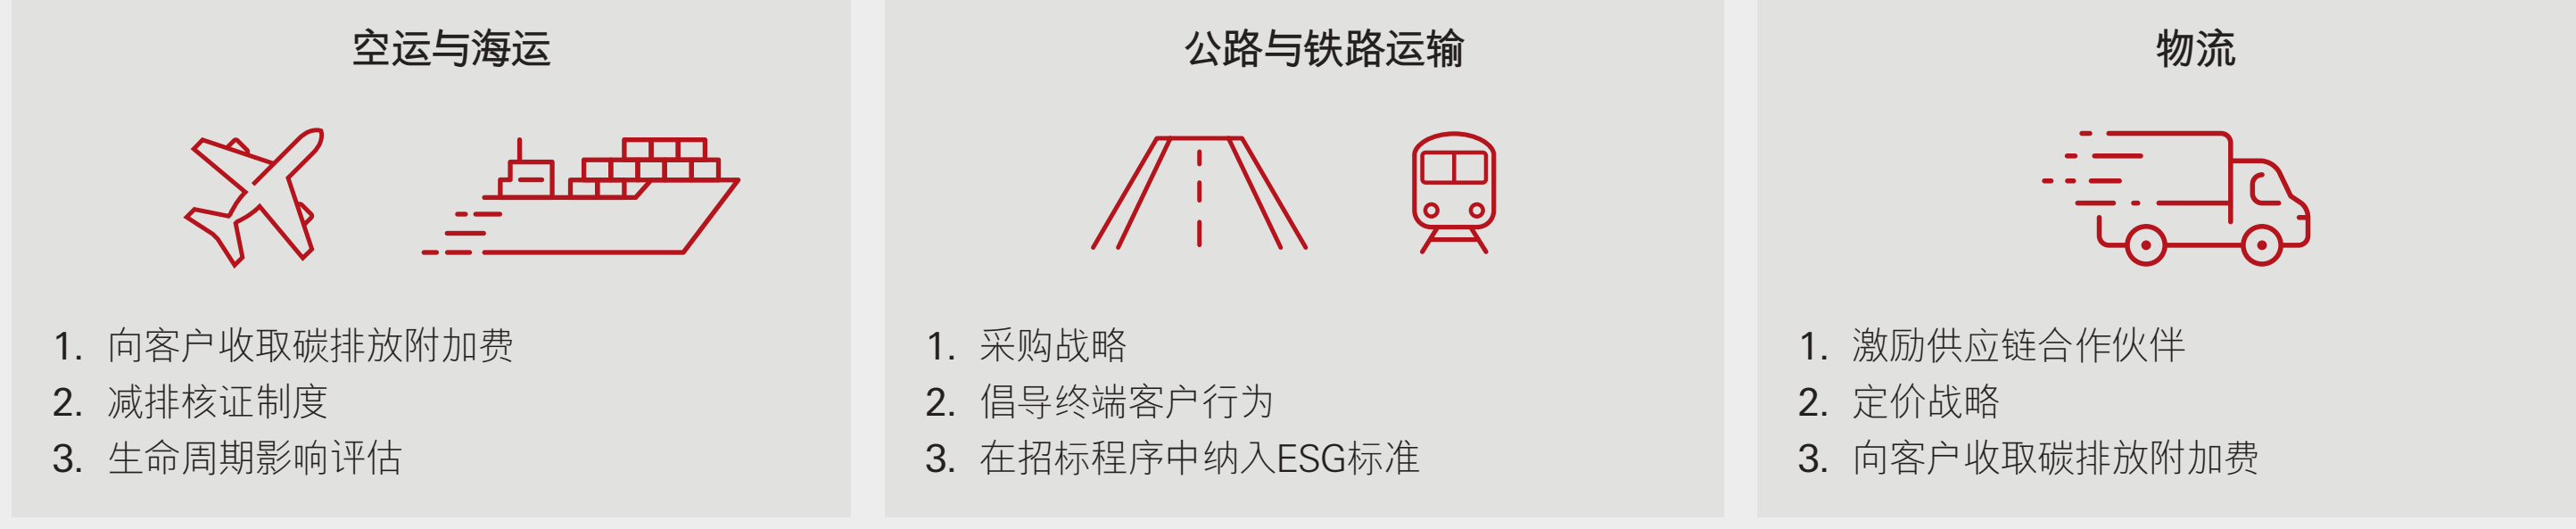 空运与海运
1. 向客户收取碳排放附加费
2. 减排核证制度
3. 生命周期影响评估
公路与铁路运输
1. 采购战略
2. 倡导终端客户行为
3. 在招标程序中纳入ESG标准
物流
1. 激励供应链合作伙伴
2. 定价战略
3. 向客户收取碳排放附加费